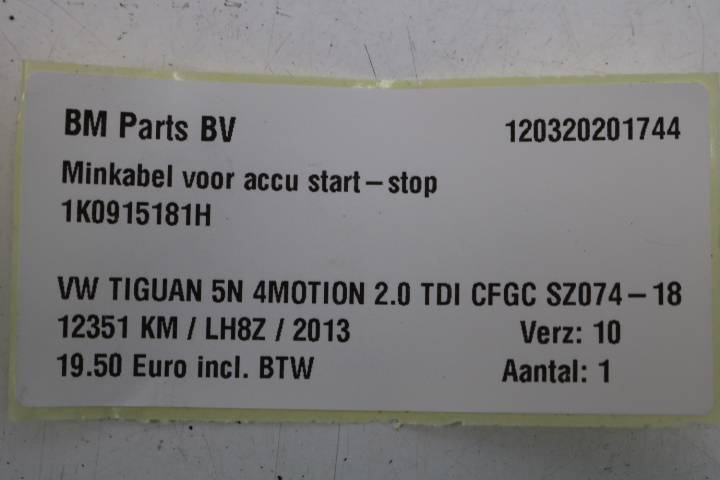 BM Parts BV 120320201744
Minkabel voor accu start-stop
1K0915181H
VW TIGUAN 5N 4MOTION 2.0 TDI CFGC SZ074-18
12351 KM / LH8Z / 2013 Verz: 10
19.50 Euro incl. BTW Aantal: 1